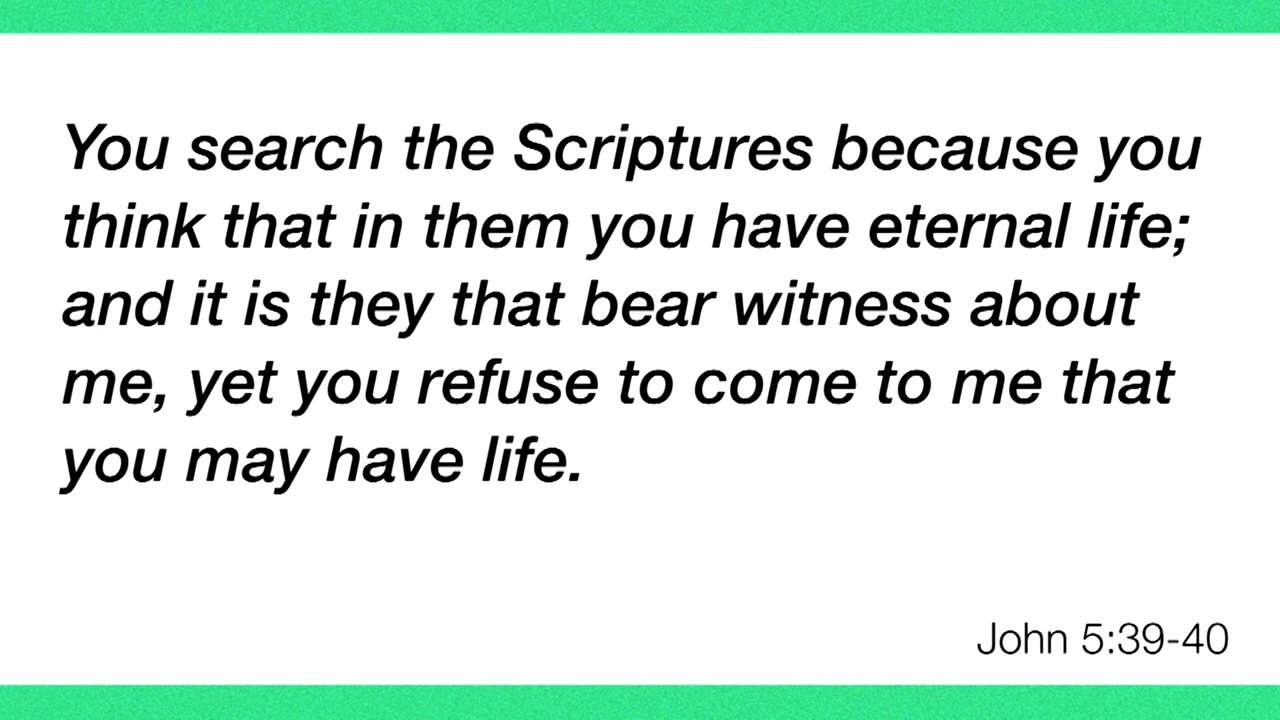 You search the Scriptures because you
think that in them you have eternal life;
and it is they that bear witness about
me, yet you refuse to come to me that
you may have life.
John 5:39-40